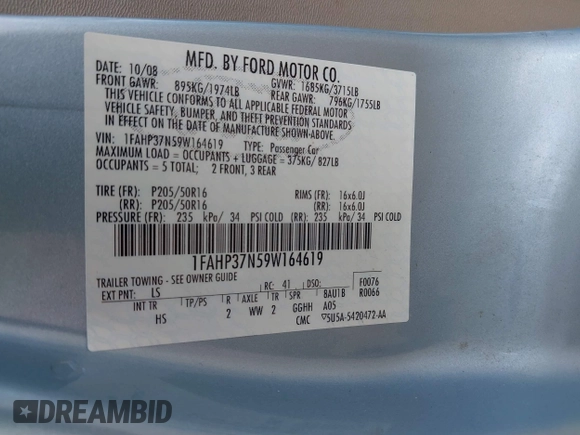 MFD. BY FORD MOTOR CO.
DATE: 10/08 GVWR: 1685KG/3715LB
FRONT GAWR: 895KG/1974LB REAR GAWR: 796KG/1755LB
THIS VEHICLE CONFORMS TO ALL APPLICABLE FEDERAL MOTOR
VEHICLE SAFETY, BUMPER, AND THEFT PREVENTION STANDARDS
IN EFFECT ON THE DATE OF MANUFACTURE SHOWN ABOVE.
VIN: 1FAHP37N59W164619 TYPE: Passenger Car
MAXIMUM LOAD = OCCUPANTS + LUGGAGE = 375KG/ 827LB
OCCUPANTS = 5 TOTAL; 2 FRONT, 3 REAR
TIRE (FR): P205/50R16 RIMS (FR): 16x6.0J
(RR): P205/50R16 (RR): 16x6.0J
PRESSURE (FR): 235 kPa/ 34 PSI COLD (RR): 235 kPa/ 34 PSI COLD
1FAHP37N59W164619
TRAILER TOWING - SEE OWNER GUIDE
EXT PNT: LS RC: 41 DSO: F0076
INT TR TP/PS R AXLE TR SPR BAU1B R0066
HS 2 WW 2 GGHH A05
CMC ▽5U5A-5420472-AA
DREAMBID